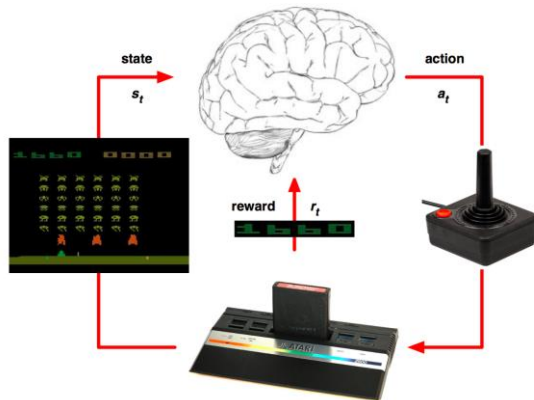 state
s_t
action
a_t
1660 0000
reward r_t
1660
ATARI